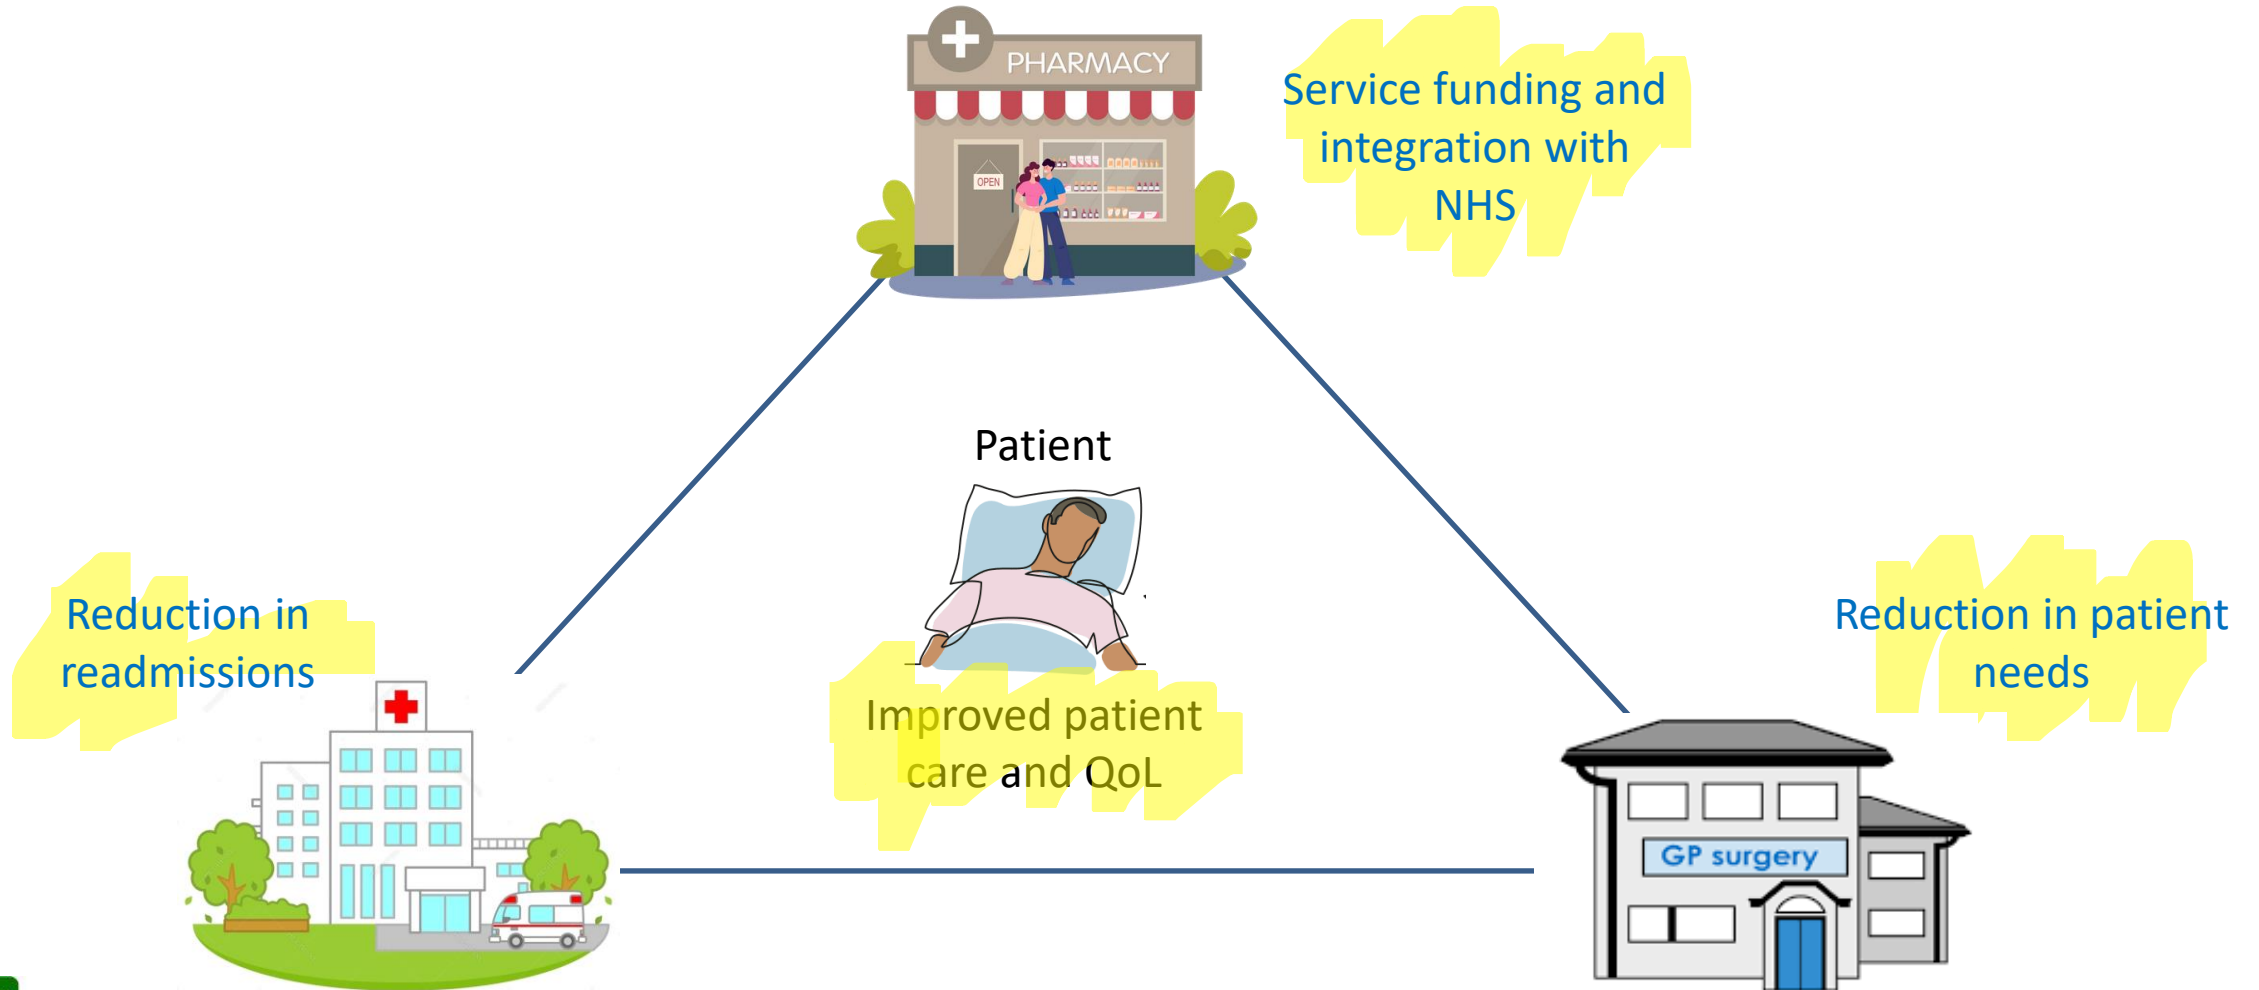 PHARMACY
OPEN
Service funding and
integration with
NHS
Patient
Reduction in
readmissions
Improved patient
care and QoL
Reduction in patient
needs
GP surgery